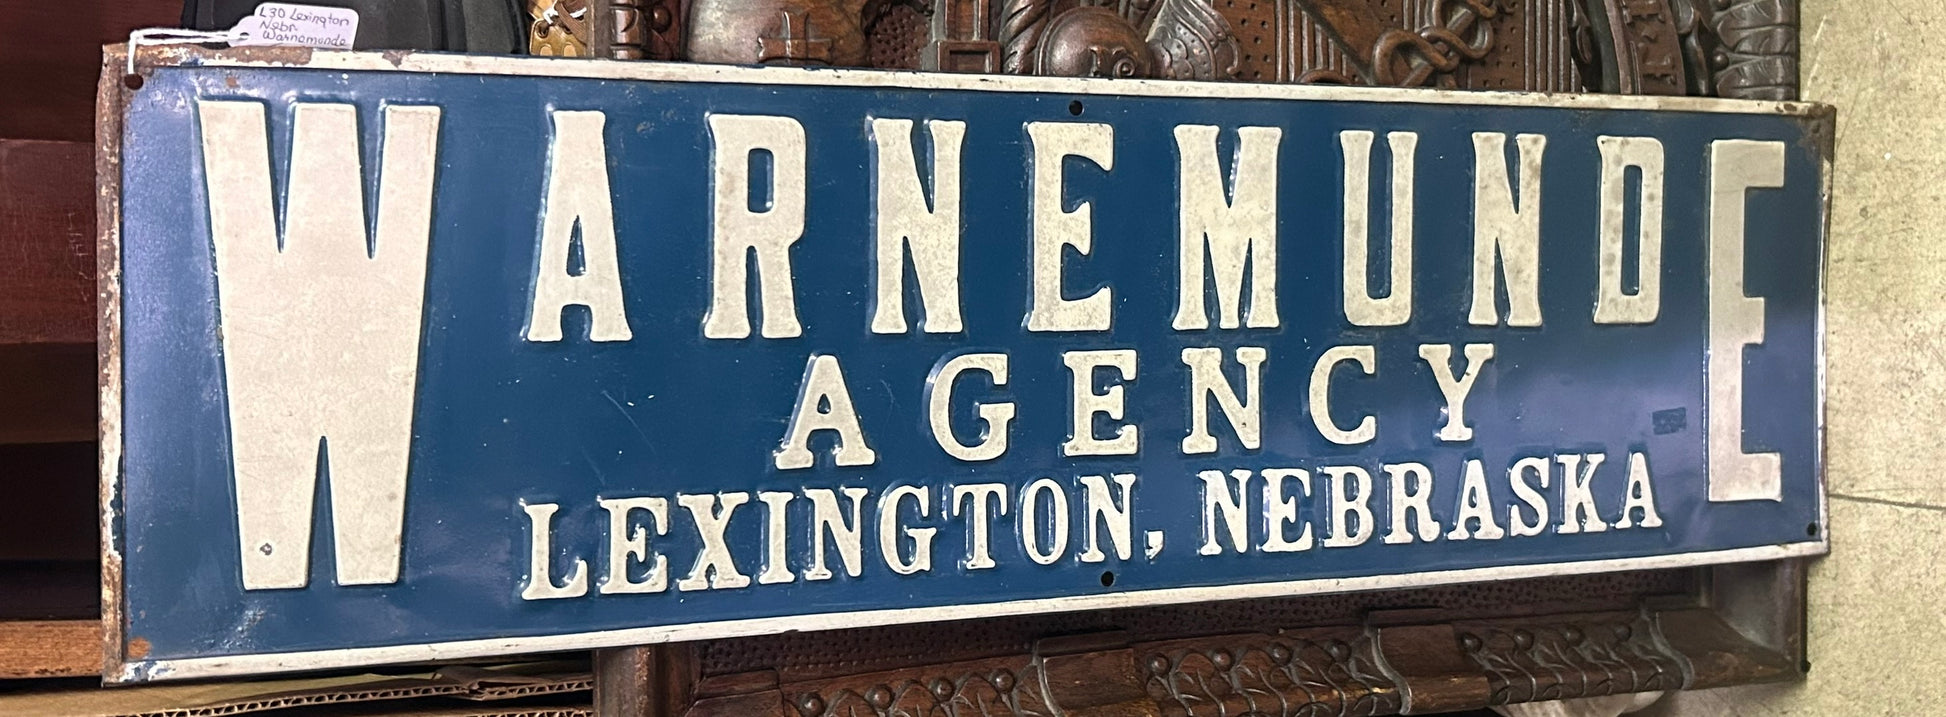 L30 Lexington
Nebr.
Warnemunde
WARNEMUNDE
AGENCY
LEXINGTON, NEBRASKA